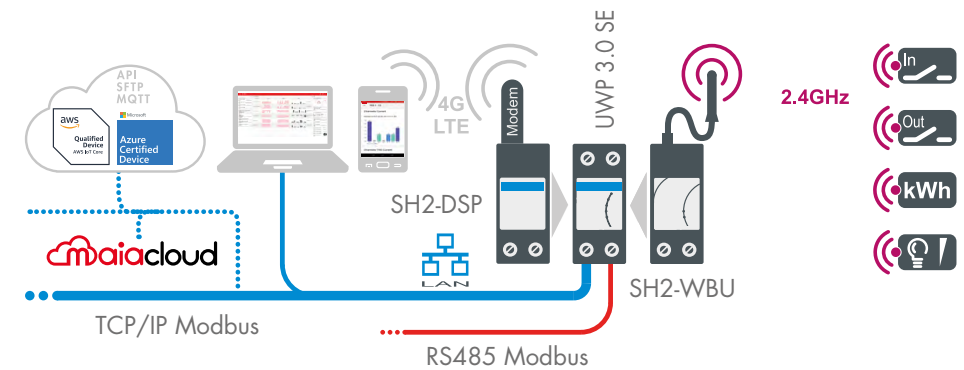 API
SFTP
MQTT
aws
Qualified
Device
AWS IoT Core
Microsoft
Azure
Certified
Device
maiacloud
TCP/IP Modbus
4G
LTE
LAN
SH2-DSP
Modem
UWP 3.0 SE
SH2-WBU
RS485 Modbus
2.4GHz
In
Out
kWh